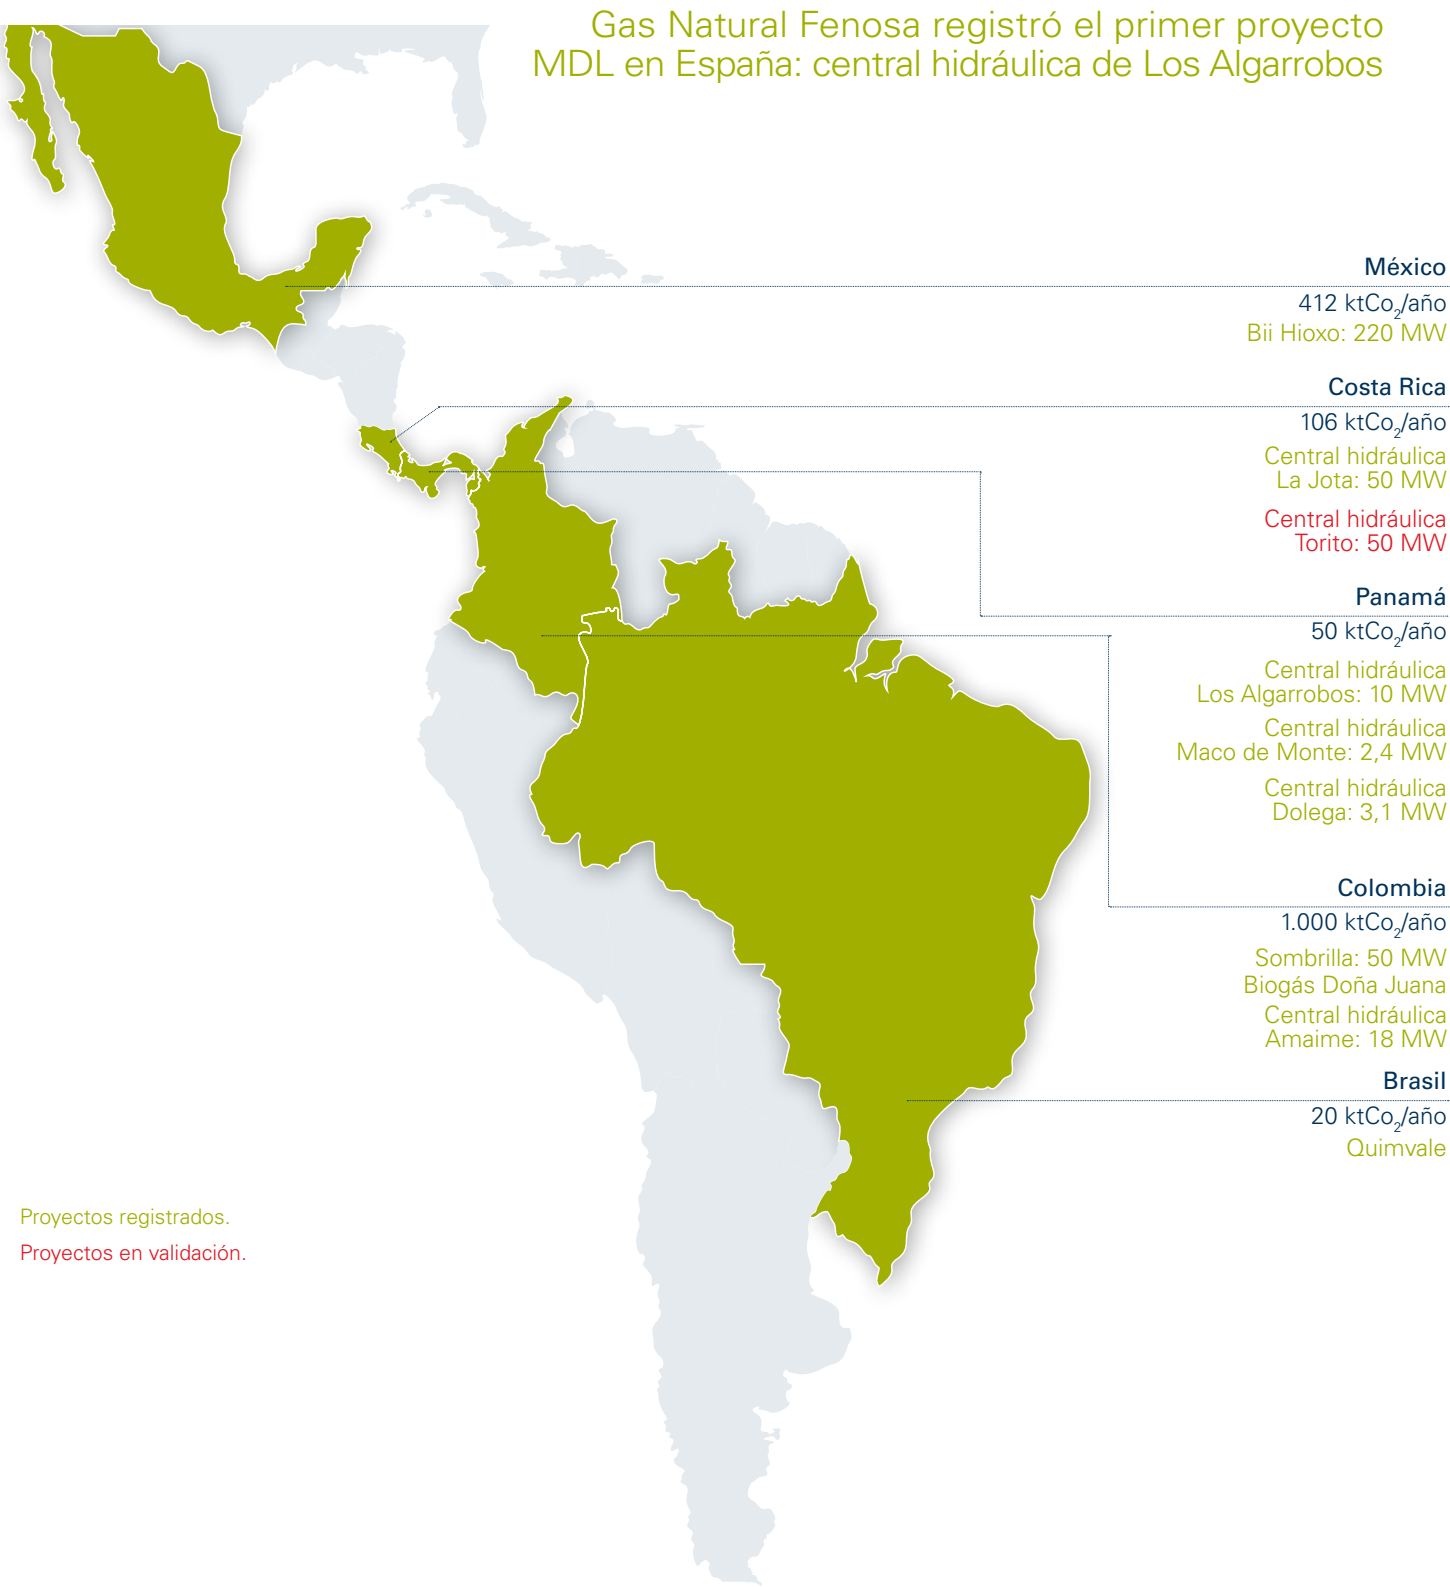 Gas Natural Fenosa registró el primer proyecto
MDL en España: central hidráulica de Los Algarrobos
México
412 ktCo₂/año
Bii Hioxo: 220 MW
Costa Rica
106 ktCo₂/año
Central hidráulica
La Jota: 50 MW
Central hidráulica
Torito: 50 MW
Panamá
50 ktCo₂/año
Central hidráulica
Los Algarrobos: 10 MW
Central hidráulica
Maco de Monte: 2,4 MW
Central hidráulica
Dolega: 3,1 MW
Colombia
1.000 ktCo₂/año
Sombrilla: 50 MW
Biogás Doña Juana
Central hidráulica
Amaime: 18 MW
Brasil
20 ktCo₂/año
Quimvale
Proyectos registrados.
Proyectos en validación.